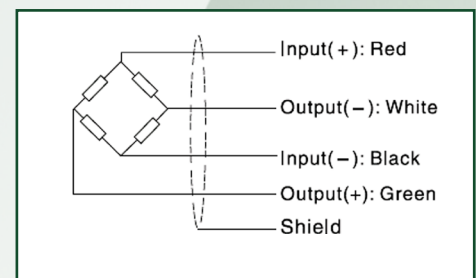 Input(+): Red
Output(−): White
Input(−): Black
Output(+): Green
Shield